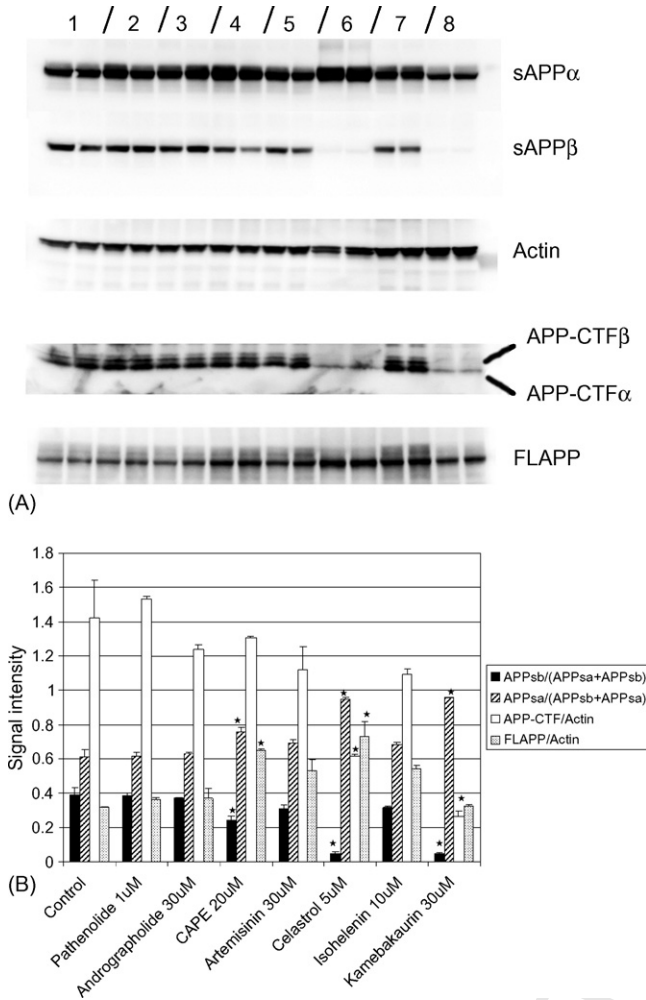 1 / 2 / 3 / 4 / 5 / 6 / 7 / 8
sAPPα
sAPPβ
Actin
APP-CTFβ
APP-CTFα
FLAPP
(A)
1.8
1.6
1.4
1.2
1
0.8
0.6
0.4
0.2
0
Signal intensity
APPsb/(APPsa+APPsb)
APPsa/(APPsb+APPsa)
APP-CTF/Actin
FLAPP/Actin
Control
Pathenolide 1uM
Andrographolide 30uM
CAPE 20uM
Artemisinin 30uM
Celastrol 5uM
Isohelenin 10uM
Kamebakaurin 30uM
(B)